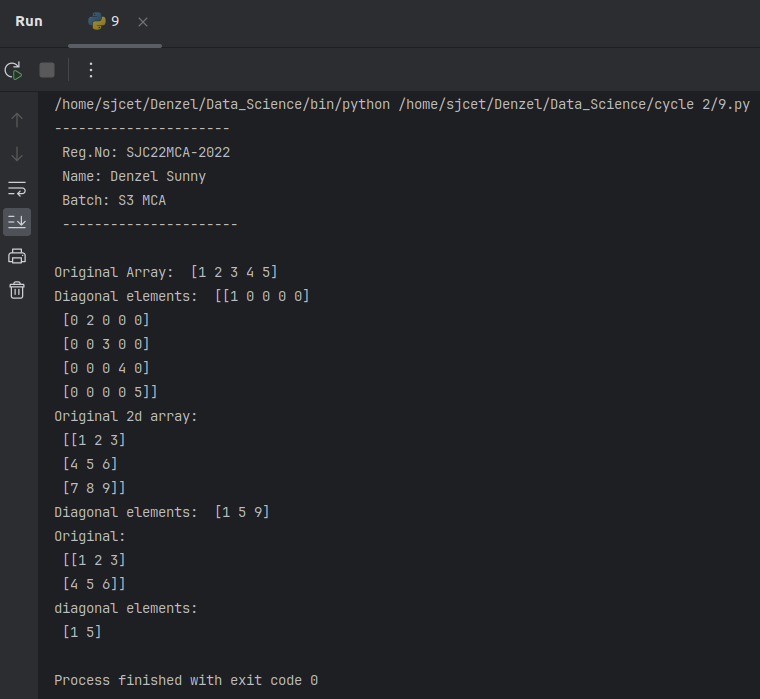 Run 9
/home/sjcet/Denzel/Data_Science/bin/python /home/sjcet/Denzel/Data_Science/cycle 2/9.py
----------------------
 Reg.No: SJC22MCA-2022
 Name: Denzel Sunny
 Batch: S3 MCA
 ----------------------
Original Array:  [1 2 3 4 5]
Diagonal elements:  [[1 0 0 0 0]
 [0 2 0 0 0]
 [0 0 3 0 0]
 [0 0 0 4 0]
 [0 0 0 0 5]]
Original 2d array:
 [[1 2 3]
 [4 5 6]
 [7 8 9]]
Diagonal elements:  [1 5 9]
Original:
 [[1 2 3]
 [4 5 6]]
diagonal elements:
 [1 5]
Process finished with exit code 0